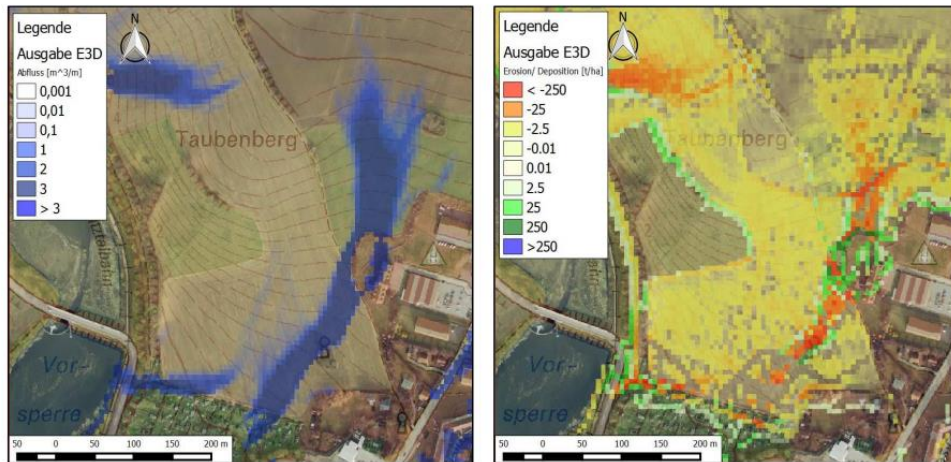 Legende
Ausgabe E3D
Abfluss [m^3/m]
0,001
0,01
0,1
1
2
3
> 3
N
Taubenberg
Vor-
sperre
50 0 50 100 150 200 m
Legende
Ausgabe E3D
Erosion/ Deposition [t/ha]
< -250
-25
-2.5
-0.01
0.01
2.5
25
250
>250
N
Taubenberg
Vor-
sperre
50 0 50 100 150 200 m